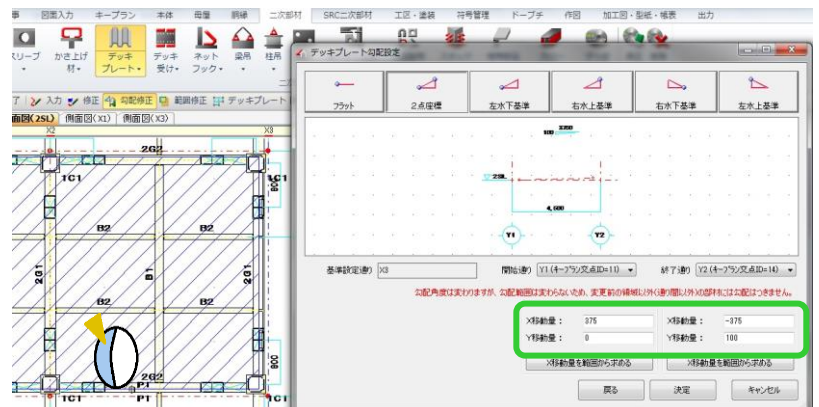 図面入力 キープラン 本体 母屋 胴縁 二次部材 SRC二次部材 工区・塗装 符号管理 ドープチ 作図 加工図・型紙・帳表 出力
かさ上げ材・ デッキプレート・ デッキ受け・ ネットフック・ 梁吊・ 柱吊・
入力 修正 勾配修正 範囲修正 デッキプレート
側面図(X1) 側面図(X3)
X2 X3
2G2
1C1
1C1
800
B2 B2
2G1 B1 2G1
B2 B2
800
2G2
P1
1C1 P1 1C1
デッキプレート勾配設定
フラット 2点座標 左水下基準 右水上基準 右水下基準 左水上基準
100 3750
2SL
4,500
Y1 Y2
基準設定通り X3 開始通り Y1(キープラン交点ID=11) 終了通り Y2(キープラン交点ID=14)
勾配角度は変わりますが、勾配範囲は変わらないため、変更前の領域以外(通り間以外)の部材には勾配はつきません。
X移動量： 375 X移動量： -375
Y移動量： 0 Y移動量： 100
X移動量を範囲から求める X移動量を範囲から求める
戻る 決定 キャンセル